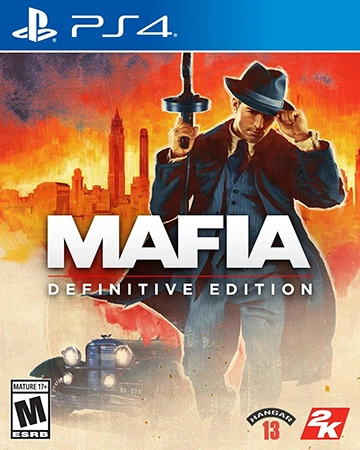 PS4
MAFIA
DEFINITIVE EDITION
MATURE 17+
M
ESRB
HANGAR
13
2K